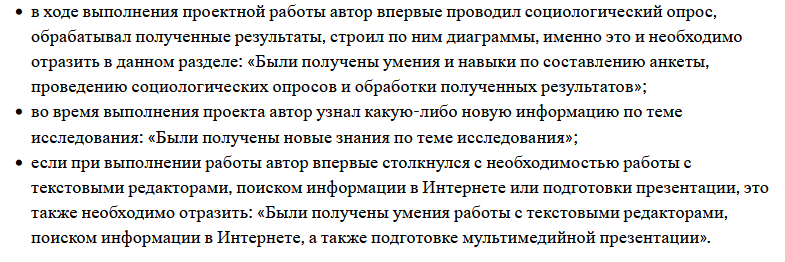 • в ходе выполнения проектной работы автор впервые проводил социологический опрос,
обрабатывал полученные результаты, строил по ним диаграммы, именно это и необходимо
отразить в данном разделе: «Были получены умения и навыки по составлению анкеты,
проведению социологических опросов и обработки полученных результатов»;
• во время выполнения проекта автор узнал какую-либо новую информацию по теме
исследования: «Были получены новые знания по теме исследования»;
• если при выполнении работы автор впервые столкнулся с необходимостью работы с
текстовыми редакторами, поиском информации в Интернете или подготовки презентации, это
также необходимо отразить: «Были получены умения работы с текстовыми редакторами,
поиском информации в Интернете, а также подготовке мультимедийной презентации».